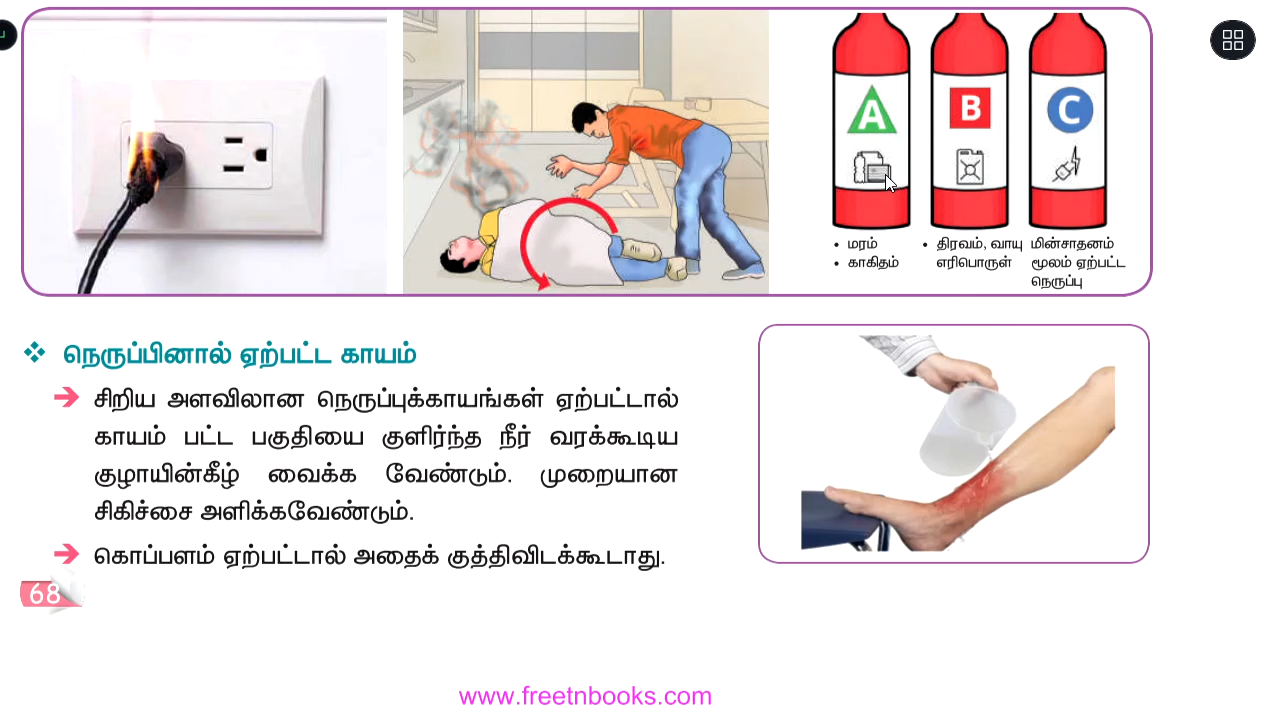 A B C
• மரம்
• காகிதம்
• திரவம், வாயு
எரிபொருள்
மின்சாதனம்
மூலம் ஏற்பட்ட
நெருப்பு
❖ நெருப்பினால் ஏற்பட்ட காயம்
➔ சிறிய அளவிலான நெருப்புக்காயங்கள் ஏற்பட்டால்
காயம் பட்ட பகுதியை குளிர்ந்த நீர் வரக்கூடிய
குழாயின்கீழ் வைக்க வேண்டும். முறையான
சிகிச்சை அளிக்கவேண்டும்.
➔ கொப்பளம் ஏற்பட்டால் அதைக் குத்திவிடக்கூடாது.
68
www.freetnbooks.com